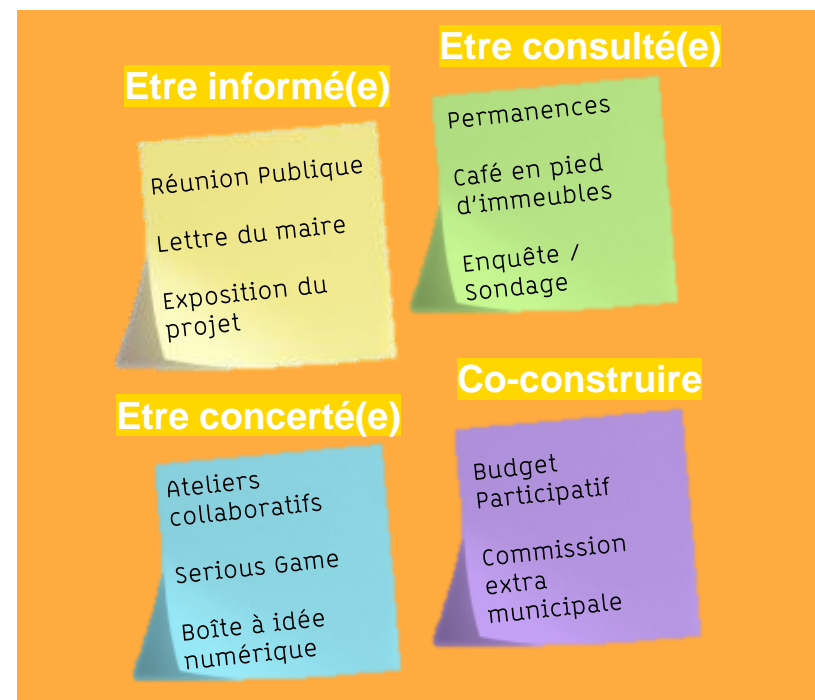 Etre informé(e)
Réunion Publique
Lettre du maire
Exposition du
projet
Etre consulté(e)
Permanences
Café en pied
d'immeubles
Enquête /
Sondage
Etre concerté(e)
Ateliers
collaboratifs
Serious Game
Boîte à idée
numérique
Co-construire
Budget
Participatif
Commission
extra
municipale